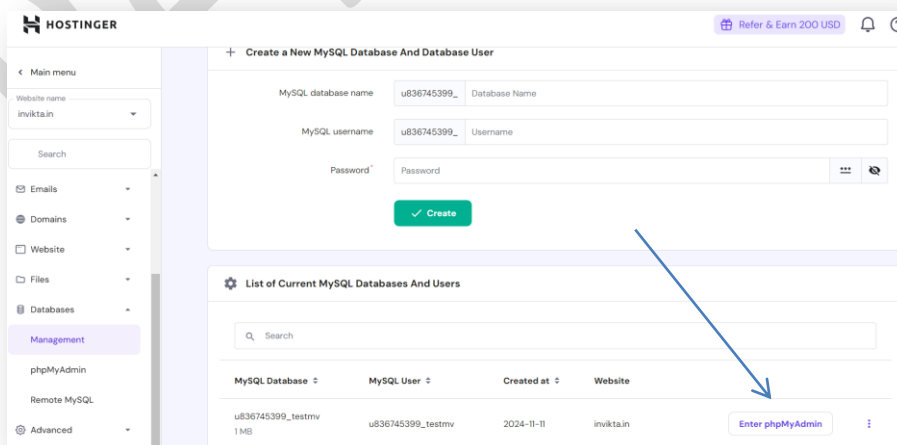 HOSTINGER
Refer & Earn 200 USD
Main menu
Website name
invikta.in
Search
Emails
Domains
Website
Files
Databases
Management
phpMyAdmin
Remote MySQL
Advanced
+ Create a New MySQL Database And Database User
MySQL database name u836745399_ Database Name
MySQL username u836745399_ Username
Password* Password
Create
List of Current MySQL Databases And Users
Search
MySQL Database MySQL User Created at Website
u836745399_testmv u836745399_testmv 2024-11-11 invikta.in Enter phpMyAdmin
1 MB